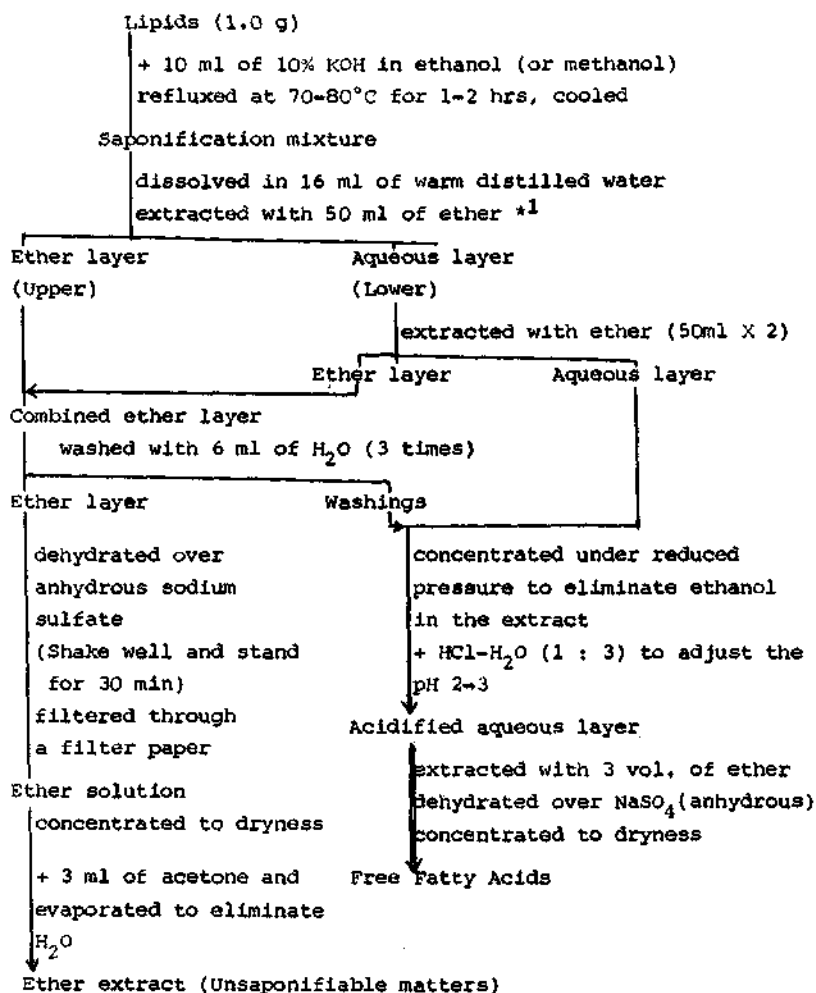 Lipids (1.0 g)
+ 10 ml of 10% KOH in ethanol (or methanol)
refluxed at 70-80°C for 1-2 hrs, cooled
Saponification mixture
dissolved in 16 ml of warm distilled water
extracted with 50 ml of ether *1
Ether layer
(Upper)
Aqueous layer
(Lower)
extracted with ether (50ml X 2)
Ether layer
Aqueous layer
Combined ether layer
washed with 6 ml of H₂O (3 times)
Ether layer
Washings
dehydrated over
anhydrous sodium
sulfate
(Shake well and stand
for 30 min)
filtered through
a filter paper
Ether solution
concentrated to dryness
+ 3 ml of acetone and
evaporated to eliminate
H₂O
Ether extract (Unsaponifiable matters)
concentrated under reduced
pressure to eliminate ethanol
in the extract
+ HCl-H₂O (1 : 3) to adjust the
pH 2-3
Acidified aqueous layer
extracted with 3 vol. of ether
dehydrated over NaSO₄(anhydrous)
concentrated to dryness
Free Fatty Acids